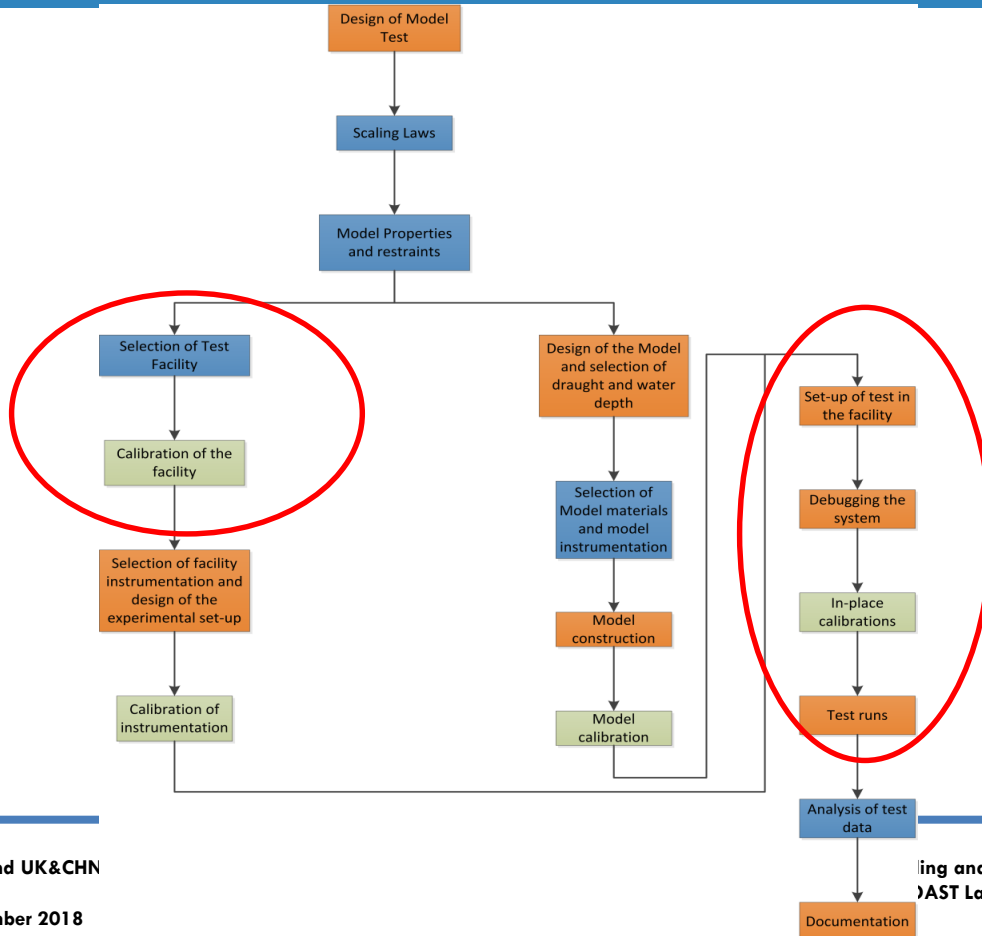 Design of Model
Test
Scaling Laws
Model Properties
and restraints
Selection of Test
Facility
Calibration of the
facility
Selection of facility
instrumentation and
design of the
experimental set-up
Calibration of
instrumentation
Design of the Model
and selection of
draught and water
depth
Selection of
Model materials
and model
instrumentation
Model
construction
Model
calibration
Set-up of test in
the facility
Debugging the
system
In-place
calibrations
Test runs
Analysis of test
data
Documentation
nd UK&CHN
ber 2018
ling and
OAST La